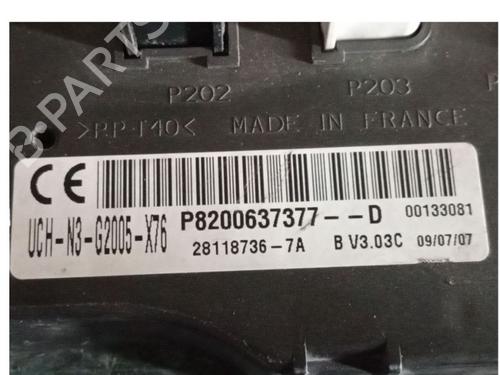 B-PARTS
P202
P203
>P.P-T40<
MADE IN FRANCE
CE
UCH-N3-G2005-X76
P8200637377--D
00133081
28118736-7A
B V3.03C
09/07/07